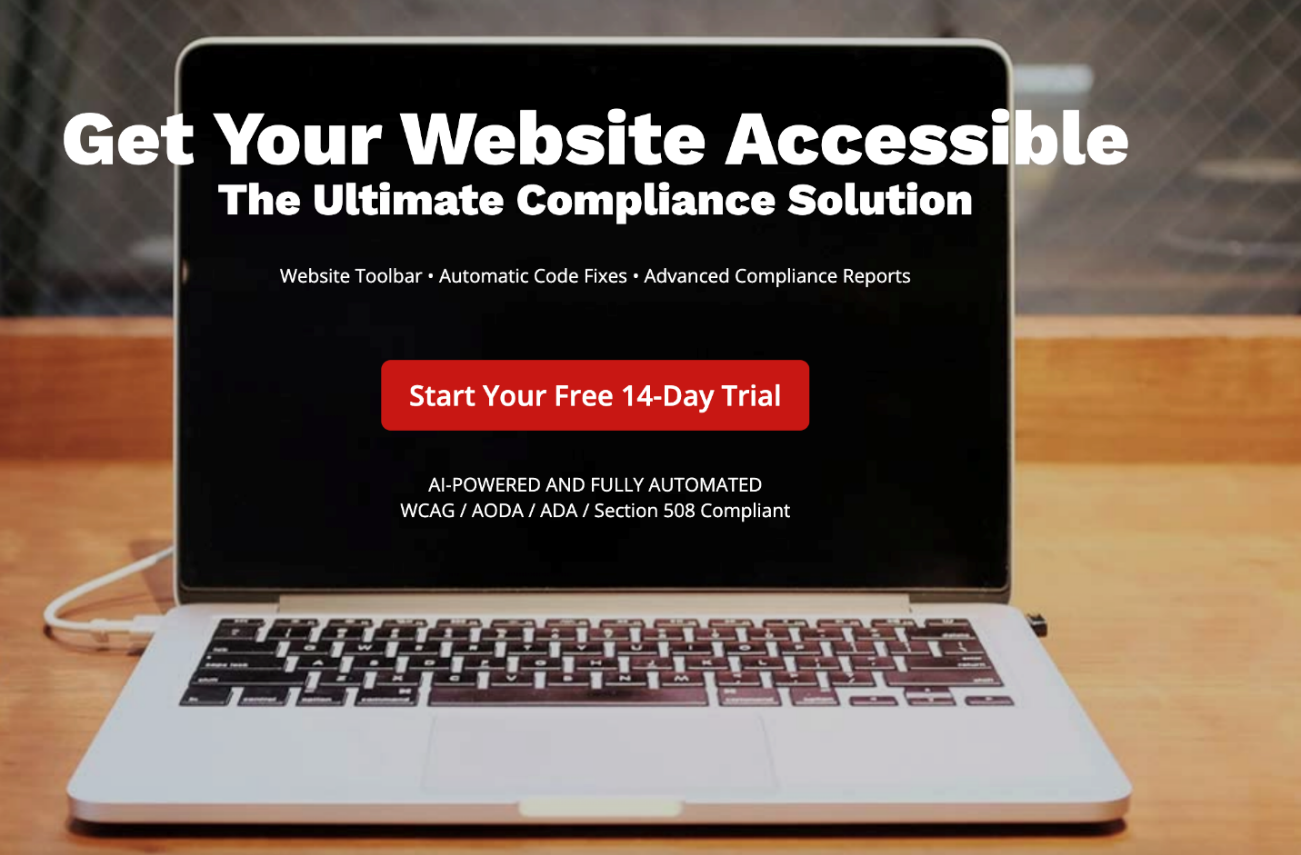 Get Your Website Accessible
The Ultimate Compliance Solution
Website Toolbar • Automatic Code Fixes • Advanced Compliance Reports
Start Your Free 14-Day Trial
AI-POWERED AND FULLY AUTOMATED
WCAG / AODA / ADA / Section 508 Compliant